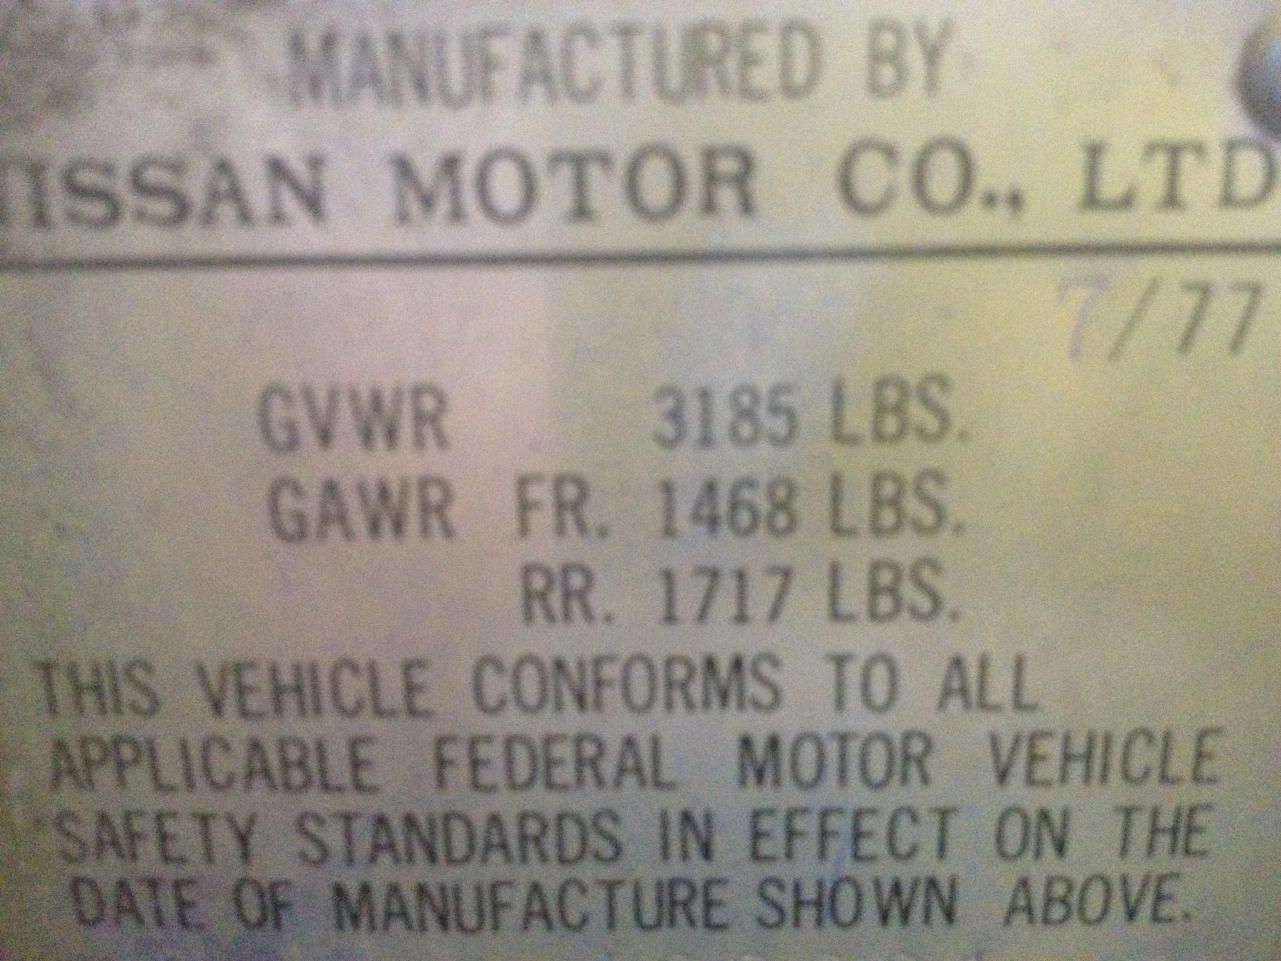 MANUFACTURED BY
NISSAN MOTOR CO., LTD
7/77
GVWR 3185 LBS.
GAWR FR. 1468 LBS.
RR. 1717 LBS.
THIS VEHICLE CONFORMS TO ALL
APPLICABLE FEDERAL MOTOR VEHICLE
SAFETY STANDARDS IN EFFECT ON THE
DATE OF MANUFACTURE SHOWN ABOVE.